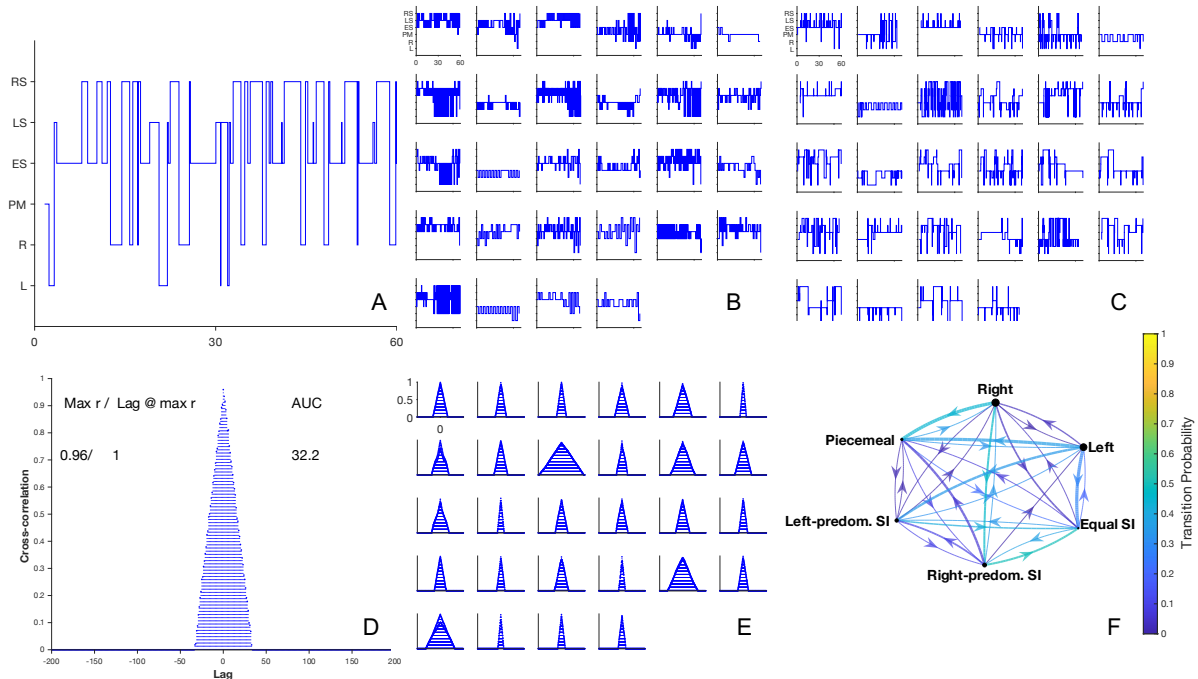 RS
LS
ES
PM
R
L
0
30
60
A
RS
LS
ES
PM
R
L
0 30 60
B
RS
LS
ES
PM
R
L
0 30 60
C
1
0.9
0.8
0.7
0.6
0.5
0.4
0.3
0.2
0.1
0
Cross-correlation
Max r / Lag @ max r AUC
0.96/ 1 32.2
-200 -150 -100 -50 0 50 100 150 200
Lag
D
1
0.5
0
0
E
Right
Piecemeal
Left
Left-predom. SI
Equal SI
Right-predom. SI
F
1
0.9
0.8
0.7
0.6
0.5
0.4
0.3
0.2
0.1
0
Transition Probability